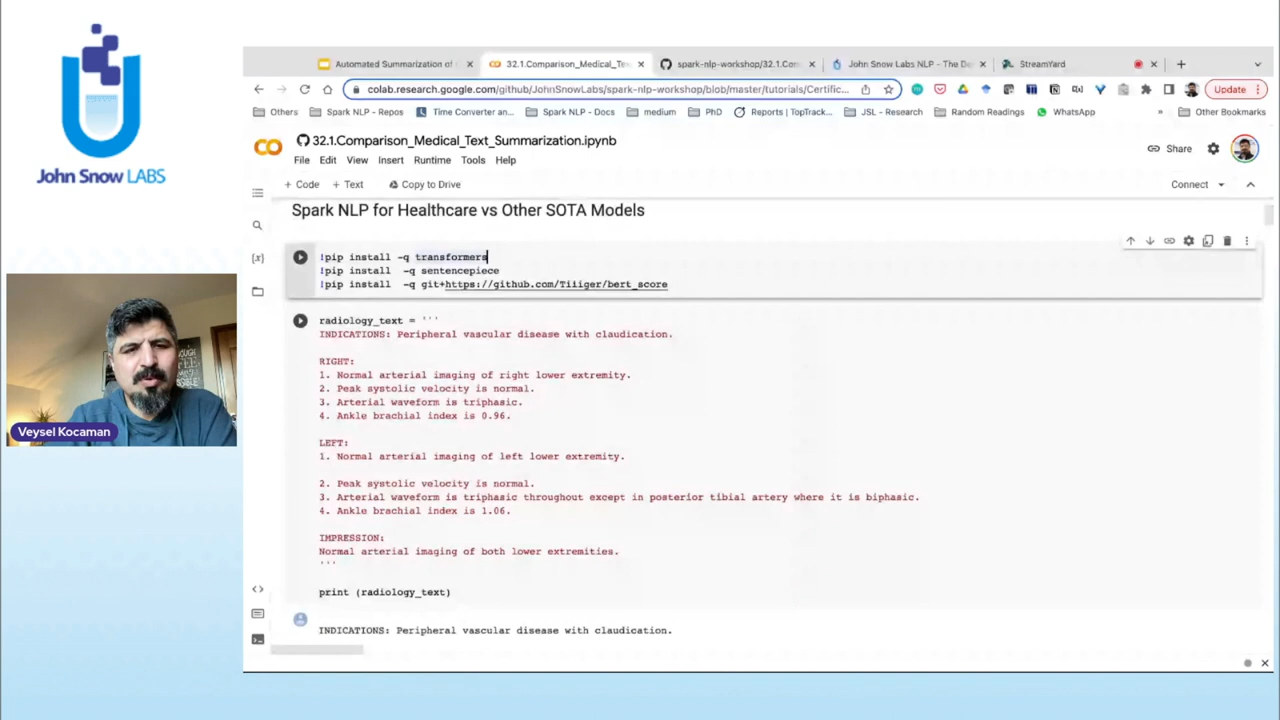 John Snow LABS
Automated Summarization of
32.1.Comparison_Medical_Te
spark-nlp-workshop/32.1.Com
John Snow Labs NLP - The De
StreamYard
colab.research.google.com/github/JohnSnowLabs/spark-nlp-workshop/blob/master/tutorials/Certific...
Update
Others
Spark NLP - Repos
Time Converter an...
Spark NLP - Docs
medium
PhD
Reports | TopTrack...
JSL - Research
Random Readings
WhatsApp
»
Other Bookmarks
32.1.Comparison_Medical_Text_Summarization.ipynb
Share
File Edit View Insert Runtime Tools Help
+ Code + Text Copy to Drive
Connect
Spark NLP for Healthcare vs Other SOTA Models
!pip install -q transformers
!pip install -q sentencepiece
!pip install -q git+https://github.com/Tiiiger/bert_score
radiology_text = '''
INDICATIONS: Peripheral vascular disease with claudication.
RIGHT:
1. Normal arterial imaging of right lower extremity.
2. Peak systolic velocity is normal.
3. Arterial waveform is triphasic.
4. Ankle brachial index is 0.96.
LEFT:
1. Normal arterial imaging of left lower extremity.
2. Peak systolic velocity is normal.
3. Arterial waveform is triphasic throughout except in posterior tibial artery where it is biphasic.
4. Ankle brachial index is 1.06.
IMPRESSION:
Normal arterial imaging of both lower extremities.
'''
print (radiology_text)
INDICATIONS: Peripheral vascular disease with claudication.
Veysel Kocaman